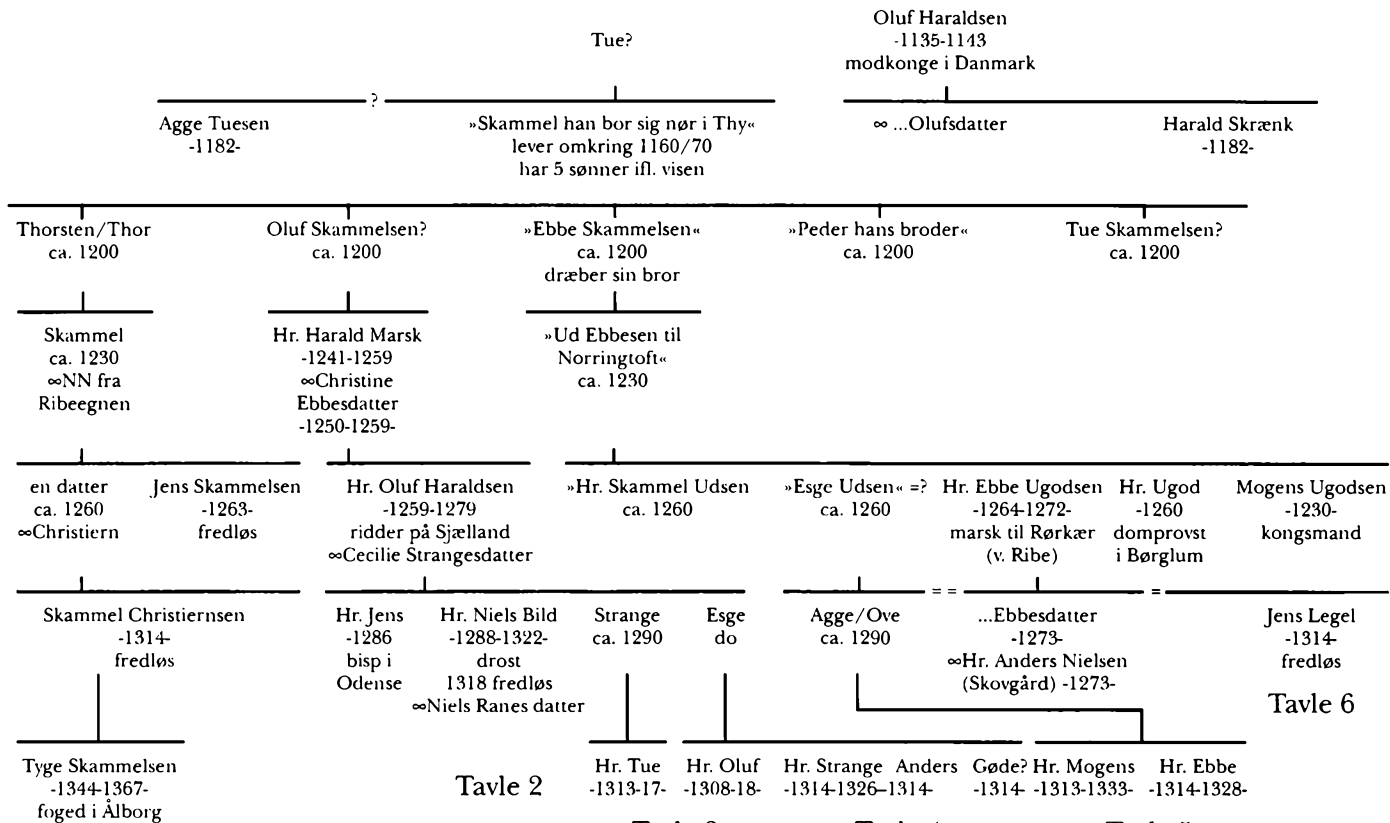 Oluf Haraldsen
-1135-1143
modkonge i Danmark
Tue?
?
Agge Tuesen
-1182-
»Skammel han bor sig nør i Thy«
lever omkring 1160/70
har 5 sønner ifl. visen
∞ ...Olufsdatter
Harald Skrænk
-1182-
Thorsten/Thor
ca. 1200
Oluf Skammelsen?
ca. 1200
»Ebbe Skammelsen«
ca. 1200
dræber sin bror
»Peder hans broder«
ca. 1200
Tue Skammelsen?
ca. 1200
Skammel
ca. 1230
∞NN fra
Ribeegnen
Hr. Harald Marsk
-1241-1259
∞Christine
Ebbesdatter
-1250-1259-
»Ud Ebbesen til
Norringtoft«
ca. 1230
en datter
ca. 1260
∞Christiern
Jens Skammelsen
-1263-
fredløs
Hr. Oluf Haraldsen
-1259-1279
ridder på Sjælland
∞Cecilie Strangesdatter
»Hr. Skammel Udsen
ca. 1260
»Esge Udsen« =?
ca. 1260
Hr. Ebbe Ugodsen
-1264-1272-
marsk til Rørkær
(v. Ribe)
Hr. Ugod
-1260
domprovst
i Børglum
Mogens Ugodsen
-1230-
kongsmand
= =
=
Skammel Christiernsen
-1314-
fredløs
Hr. Jens
-1286
bisp i
Odense
Hr. Niels Bild
-1288-1322-
drost
1318 fredløs
∞Niels Ranes datter
Strange
ca. 1290
Esge
do
Agge/Ove
ca. 1290
...Ebbesdatter
-1273-
∞Hr. Anders Nielsen
(Skovgård) -1273-
Jens Legel
-1314-
fredløs
Tavle 6
Tyge Skammelsen
-1344-1367-
foged i Ålborg
Tavle 2
Hr. Tue
-1313-17-
Hr. Oluf
-1308-18-
Hr. Strange
-1314-1326-
Anders
-1314-
Gøde?
-1314-
Hr. Mogens
-1313-1333-
Hr. Ebbe
-1314-1328-